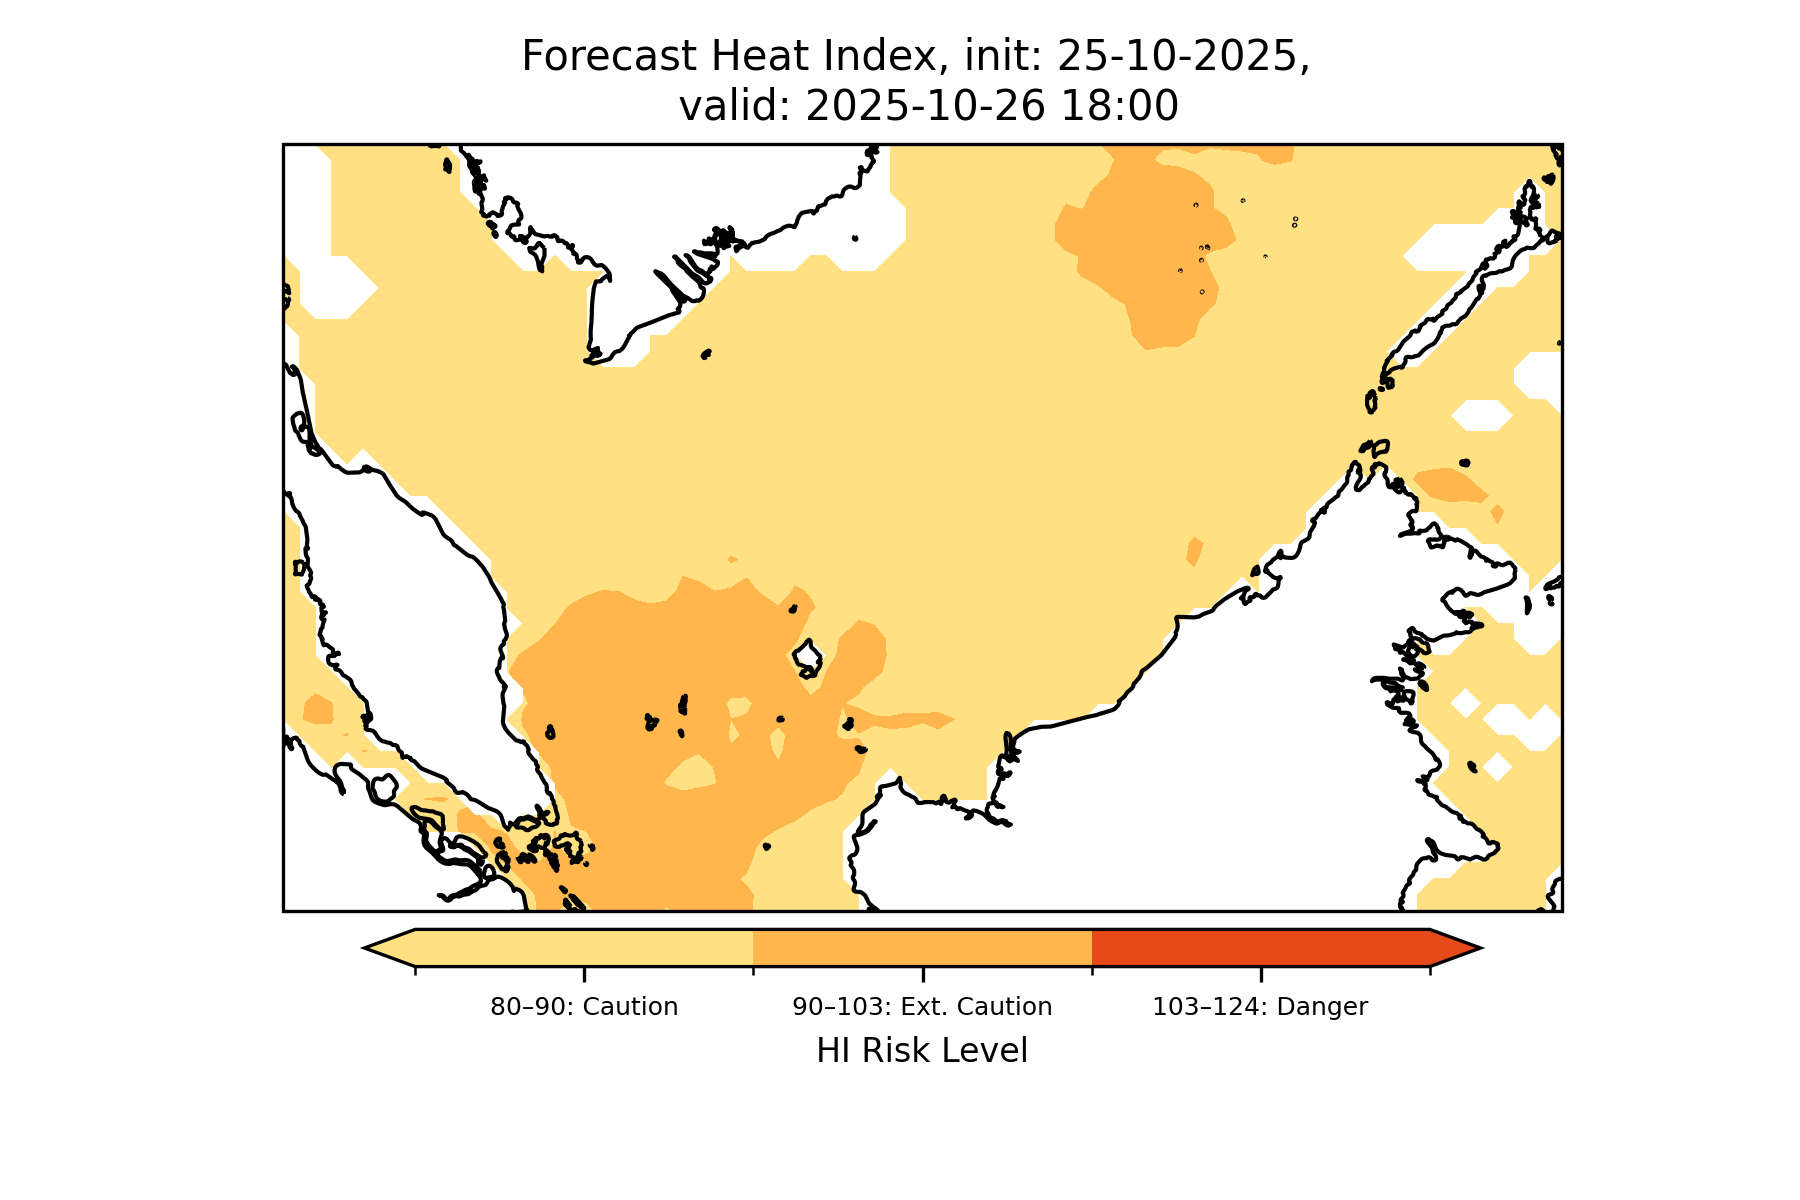 Forecast Heat Index, init: 25-10-2025,
valid: 2025-10-26 18:00
80–90: Caution
90–103: Ext. Caution
103–124: Danger
HI Risk Level